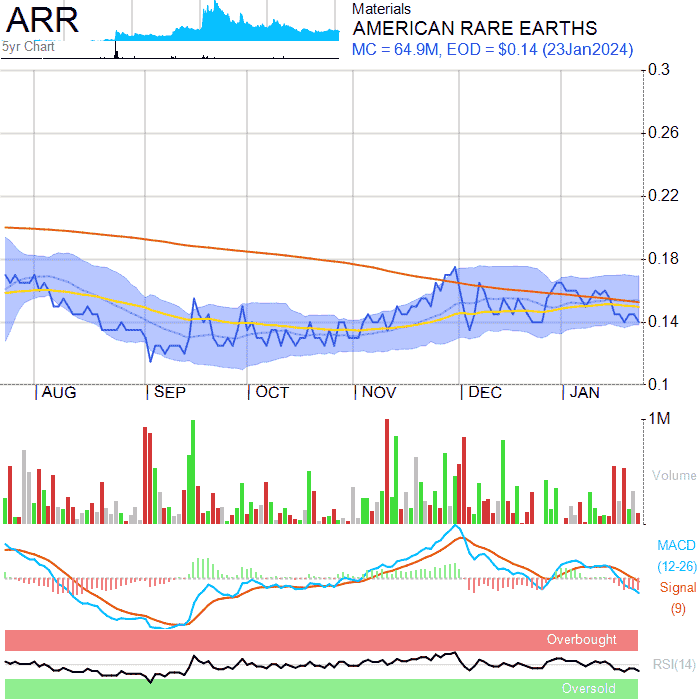 ARR
5yr Chart
Materials
AMERICAN RARE EARTHS
MC = 64.9M, EOD = $0.14 (23Jan2024)
0.3
0.26
0.22
0.18
0.14
0.1
AUG SEP OCT NOV DEC JAN
1M
Volume
MACD
(12-26)
Signal
(9)
Overbought
RSI(14)
Oversold